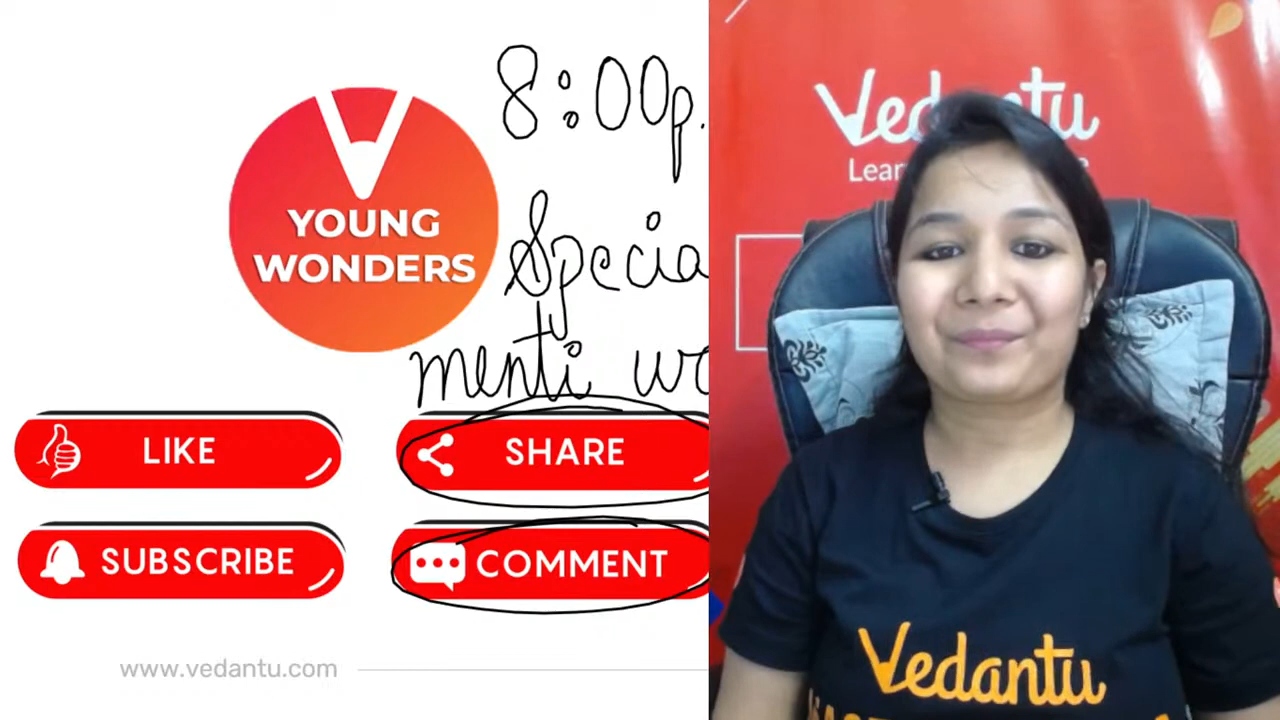 8:00p.
YOUNG
WONDERS
Specia
menti
LIKE
SHARE
SUBSCRIBE
COMMENT
www.vedantu.com
Vedantu
Vedantu